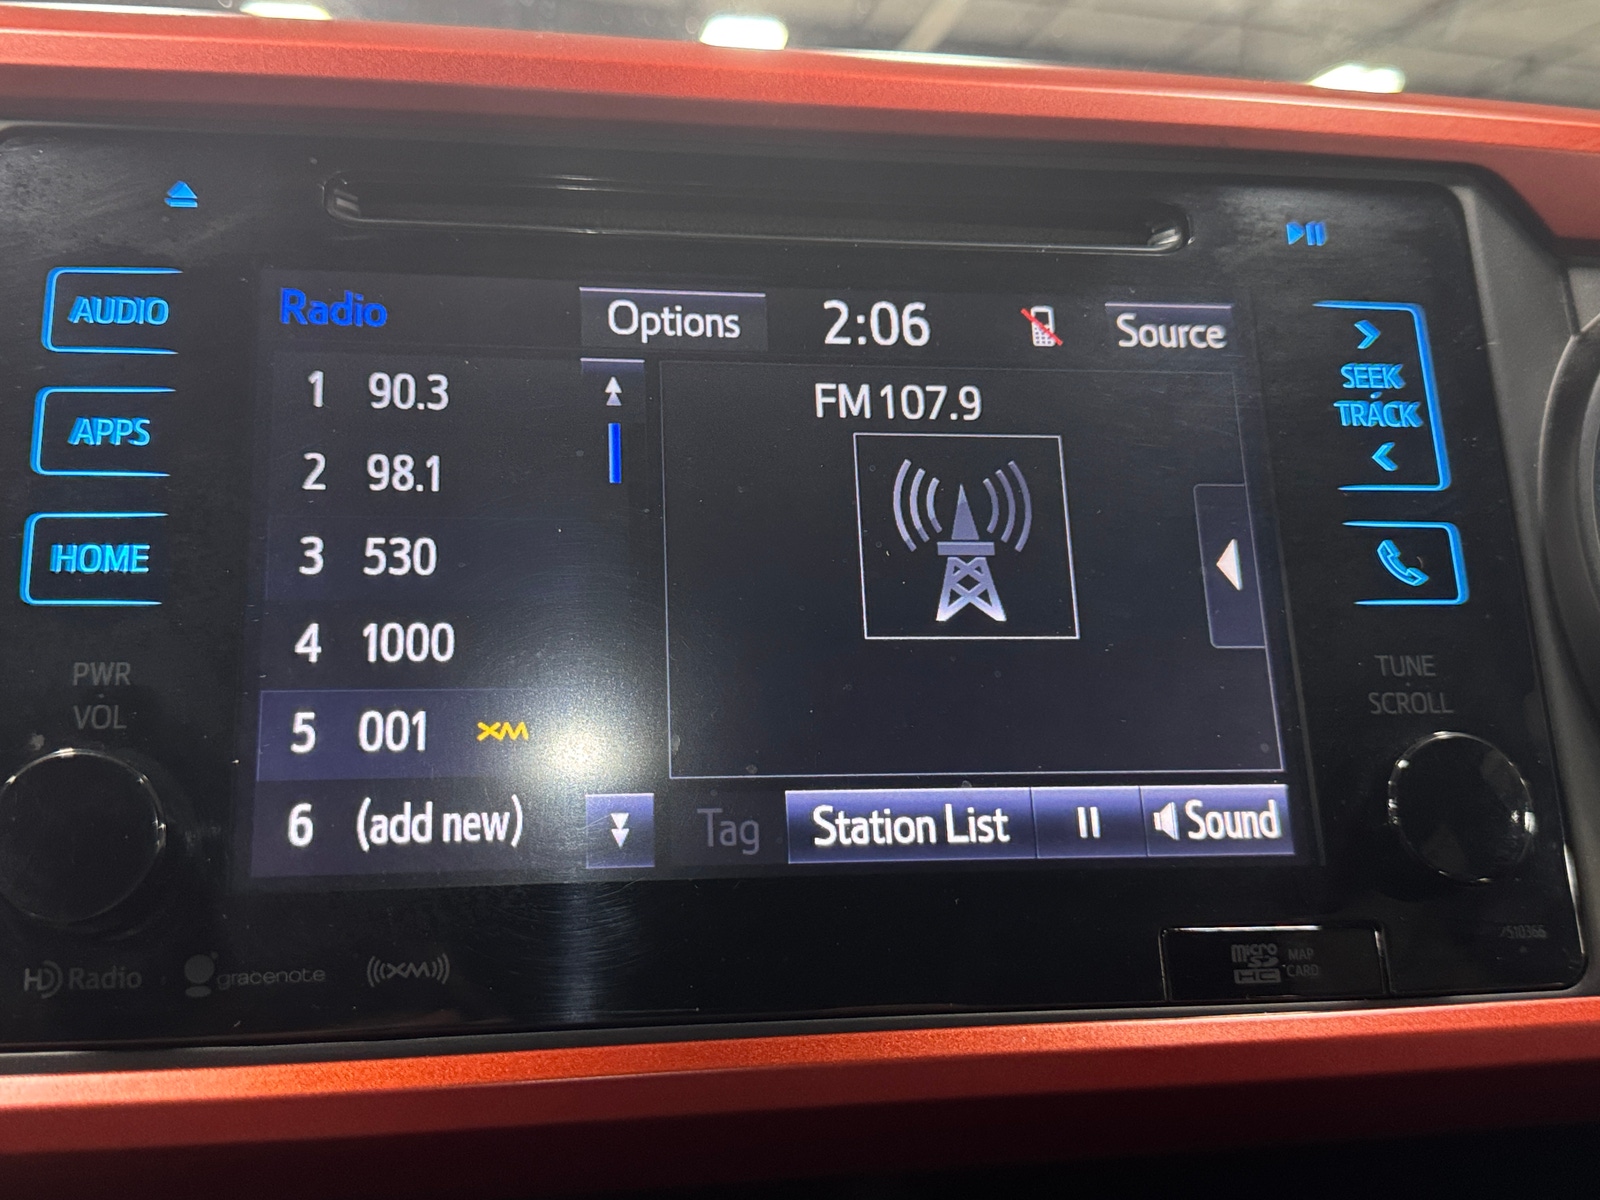 AUDIO
APPS
HOME
PWR
VOL
Radio
Options
2:06
Source
1 90.3
2 98.1
3 530
4 1000
5 001 XM
6 (add new)
FM 107.9
Tag
Station List
Sound
SEEK
TRACK
TUNE
SCROLL
HD Radio
gracenote
((XM))
micro
SD
HC
MAP
CARD
510366